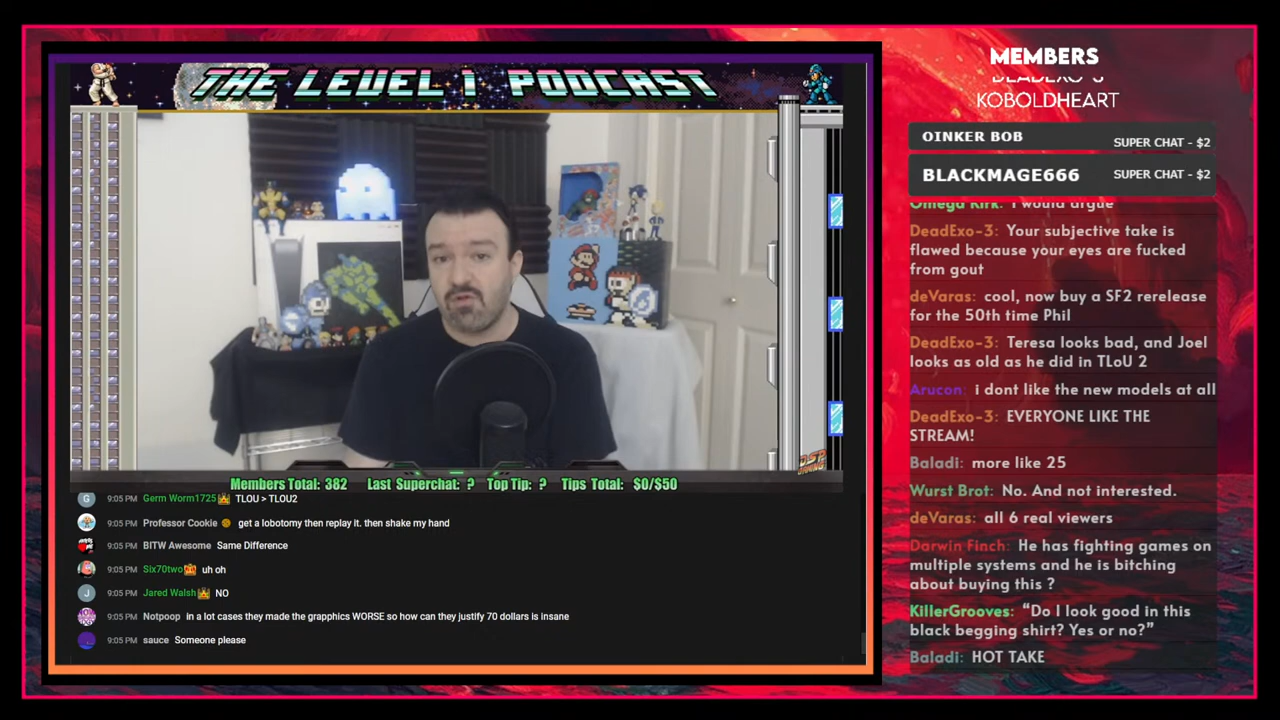 THE LEVEL 1 PODCAST
Members Total: 382 Last Superchat: ? Top Tip: ? Tips Total: $0/$50
G 9:05 PM Germ Worm1725 TLOU > TLOU2
9:05 PM Professor Cookie get a lobotomy then replay it. then shake my hand
9:05 PM BITW Awesome Same Difference
9:05 PM Six70two uh oh
J 9:05 PM Jared Walsh NO
9:05 PM Notpoop in a lot cases they made the grapphics WORSE so how can they justify 70 dollars is insane
9:05 PM sauce Someone please
DSP
GAMING
MEMBERS
DEADEXO-3
KOBOLDHEART
OINKER BOB SUPER CHAT - $2
BLACKMAGE666 SUPER CHAT - $2
Omega Kirk: I would argue
DeadExo-3: Your subjective take is
flawed because your eyes are fucked
from gout
deVaras: cool, now buy a SF2 rerelease
for the 50th time Phil
DeadExo-3: Teresa looks bad, and Joel
looks as old as he did in TLoU 2
Arucon: i dont like the new models at all
DeadExo-3: EVERYONE LIKE THE
STREAM!
Baladi: more like 25
Wurst Brot: No. And not interested.
deVaras: all 6 real viewers
Darwin Finch: He has fighting games on
multiple systems and he is bitching
about buying this ?
KillerGrooves: “Do I look good in this
black begging shirt? Yes or no?”
Baladi: HOT TAKE